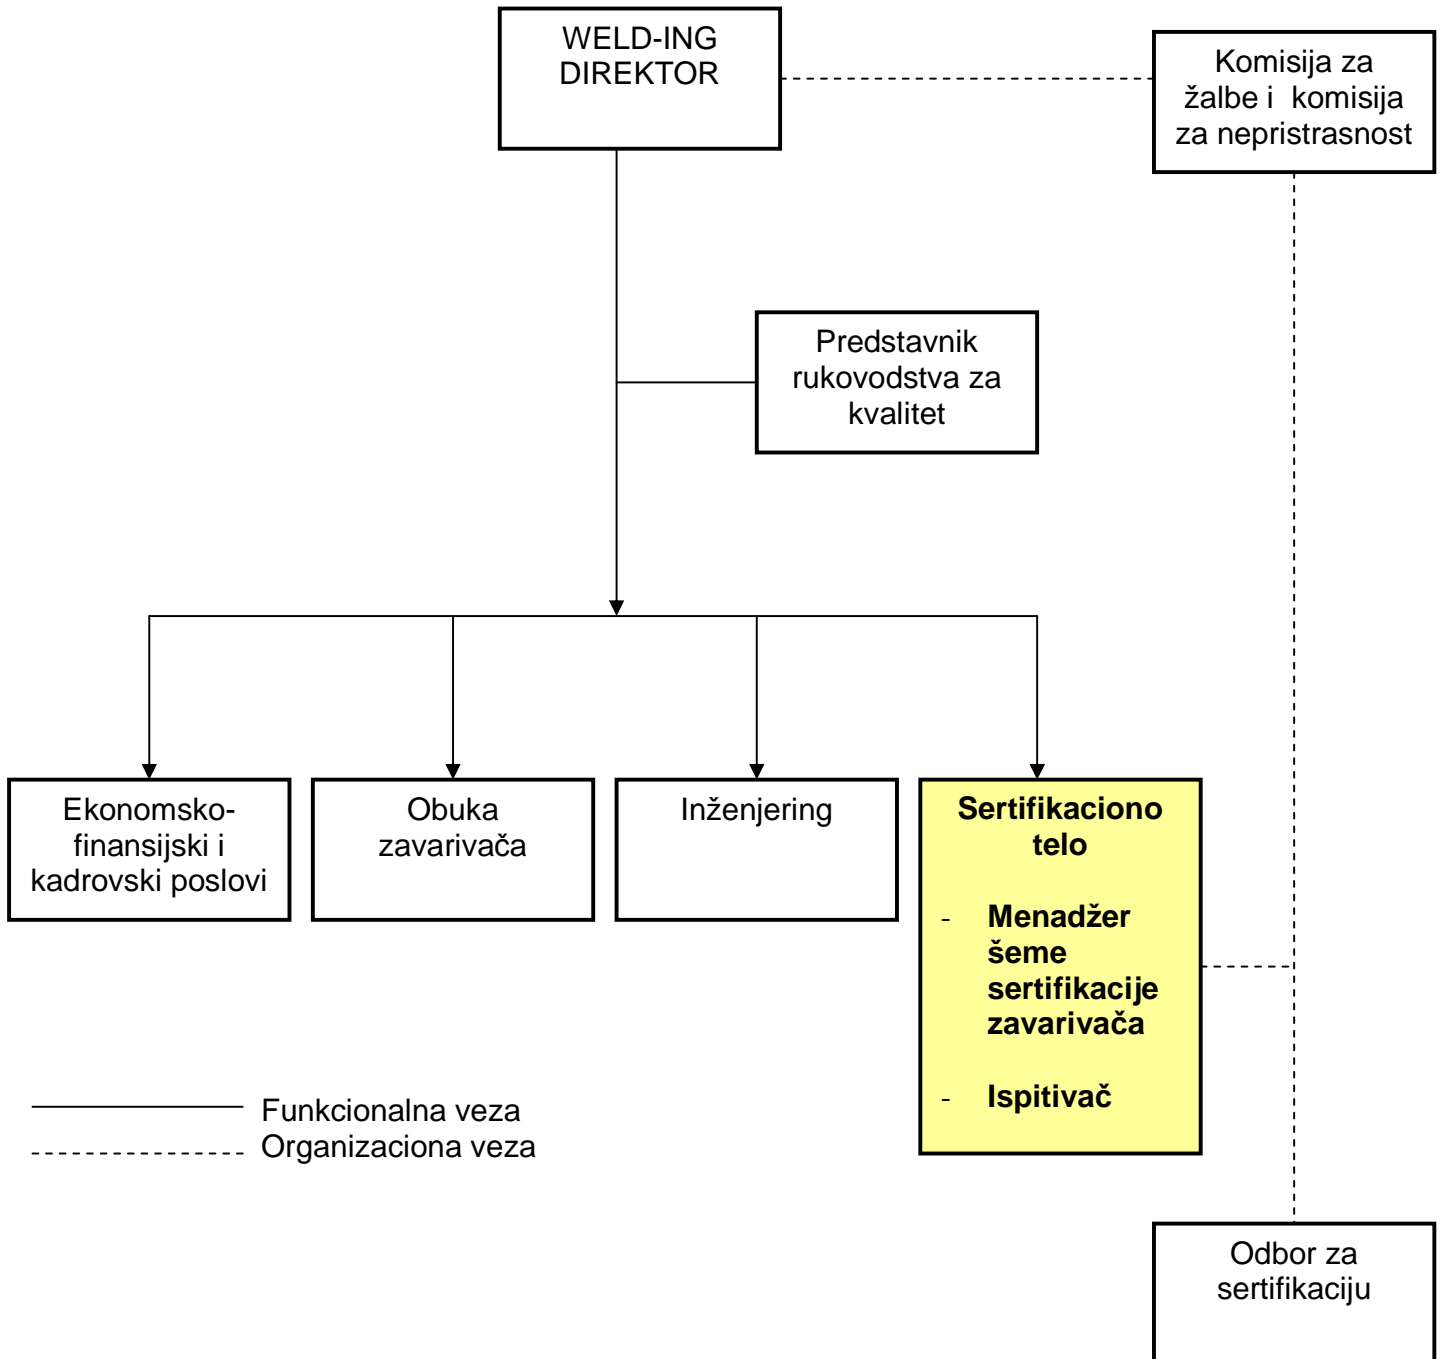 WELD-ING
DIREKTOR
Komisija za
žalbe i komisija
za nepristrasnost
Predstavnik
rukovodstva za
kvalitet
Ekonomsko-
finansijski i
kadrovski poslovi
Obuka
zavarivača
Inženjering
Sertifikaciono
telo
- Menadžer
šeme
sertifikacije
zavarivača
- Ispitivač
Funkcionalna veza
Organizaciona veza
Odbor za
sertifikaciju